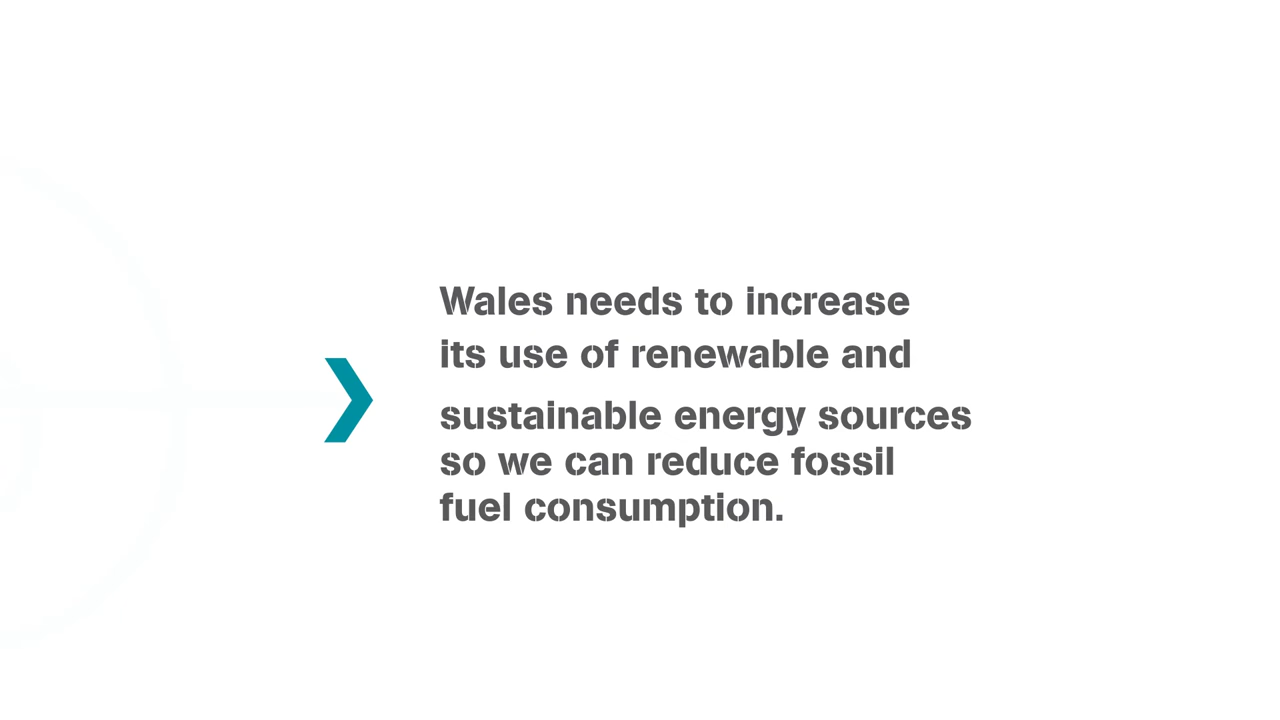 Wales needs to increase
its use of renewable and
sustainable energy sources
so we can reduce fossil
fuel consumption.